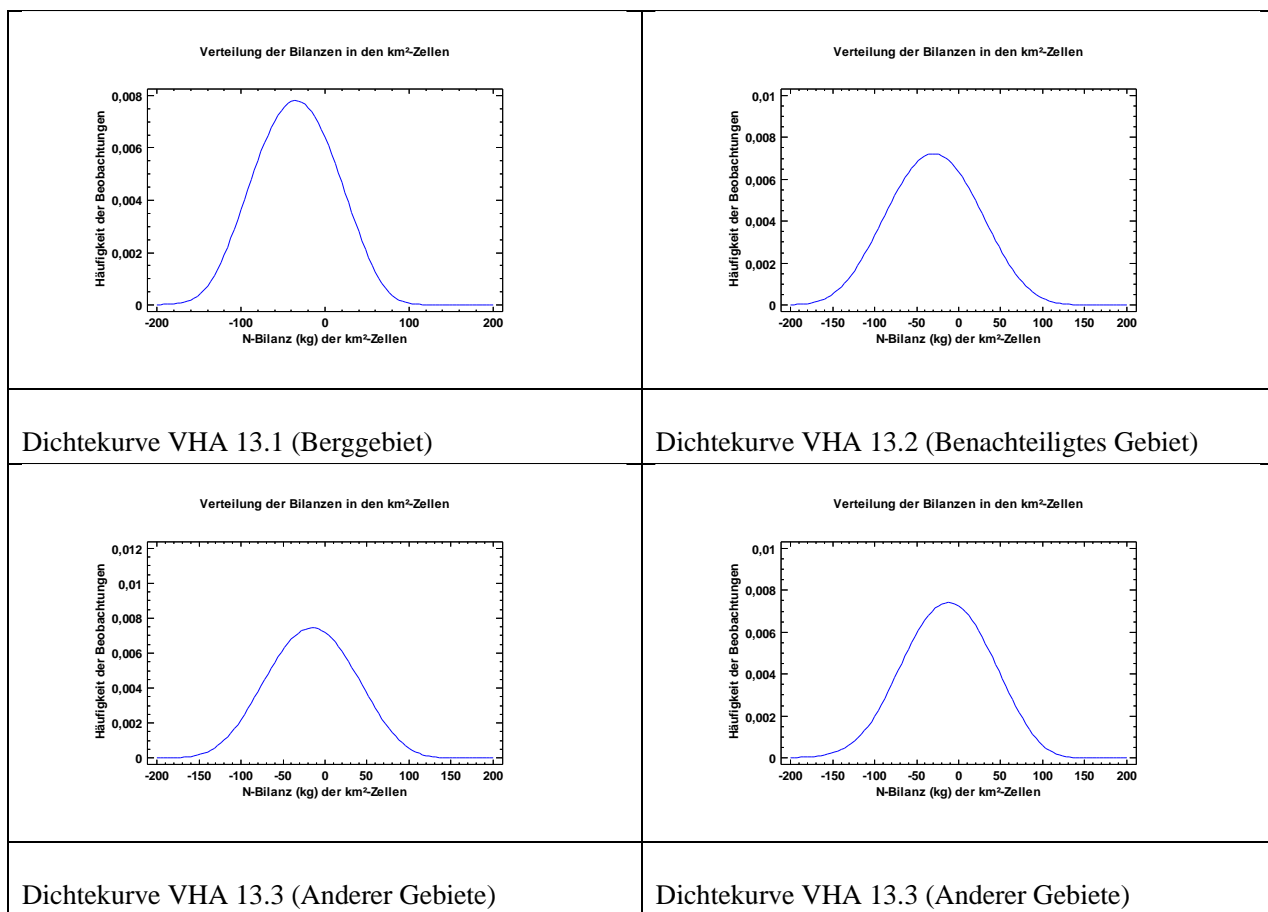 Verteilung der Bilanzen in den km²-Zellen
Häufigkeit der Beobachtungen
0,008
0,006
0,004
0,002
0
-200 -100 0 100 200
N-Bilanz (kg) der km²-Zellen
Dichtekurve VHA 13.1 (Berggebiet)
Verteilung der Bilanzen in den km²-Zellen
Häufigkeit der Beobachtungen
0,01
0,008
0,006
0,004
0,002
0
-200 -150 -100 -50 0 50 100 150 200
N-Bilanz (kg) der km²-Zellen
Dichtekurve VHA 13.2 (Benachteiligtes Gebiet)
Verteilung der Bilanzen in den km²-Zellen
Häufigkeit der Beobachtungen
0,012
0,01
0,008
0,006
0,004
0,002
0
-200 -150 -100 -50 0 50 100 150 200
N-Bilanz (kg) der km²-Zellen
Dichtekurve VHA 13.3 (Anderer Gebiete)
Verteilung der Bilanzen in den km²-Zellen
Häufigkeit der Beobachtungen
0,01
0,008
0,006
0,004
0,002
0
-200 -150 -100 -50 0 50 100 150 200
N-Bilanz (kg) der km²-Zellen
Dichtekurve VHA 13.3 (Anderer Gebiete)